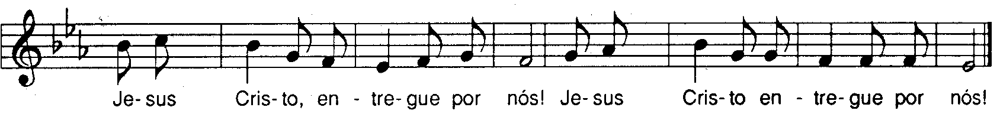 Je- sus Cris- to, en - tre- gue por nós! Je- sus Cris- to en - tre- gue por nós!